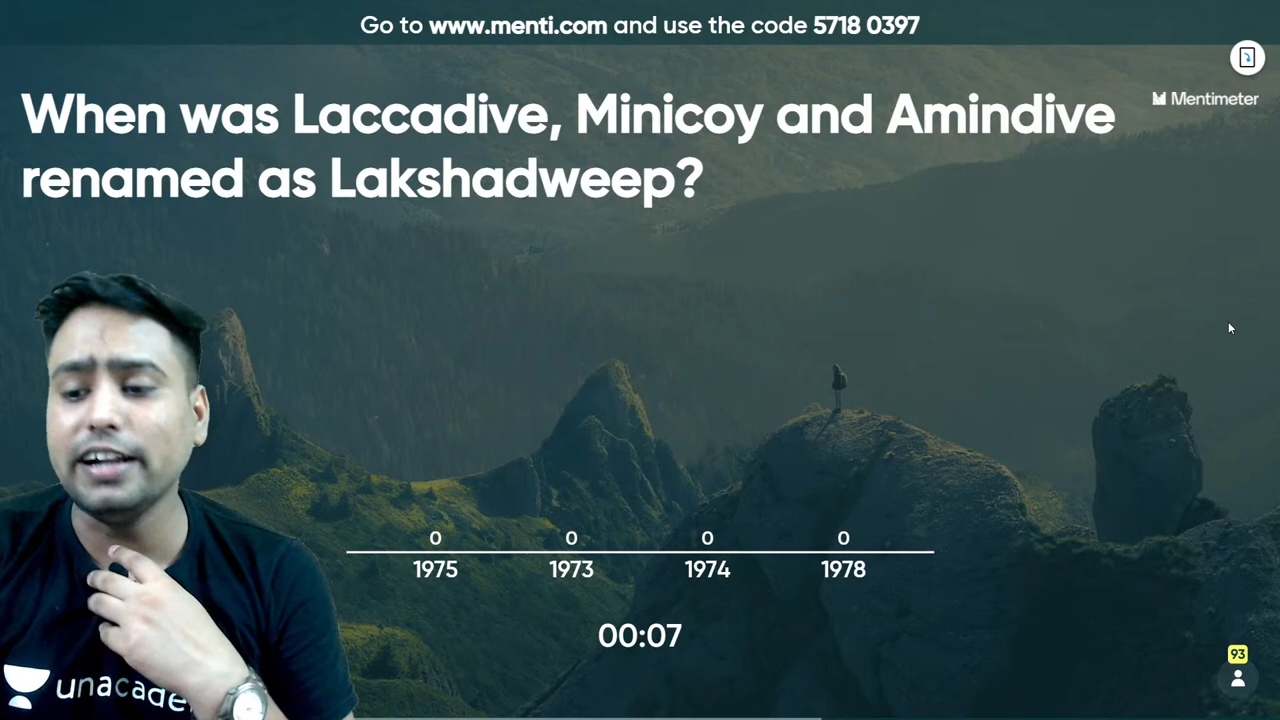 Go to www.menti.com and use the code 5718 0397
Mentimeter
When was Laccadive, Minicoy and Amindive
renamed as Lakshadweep?
0 0 0 0
1975 1973 1974 1978
00:07
93
unacade